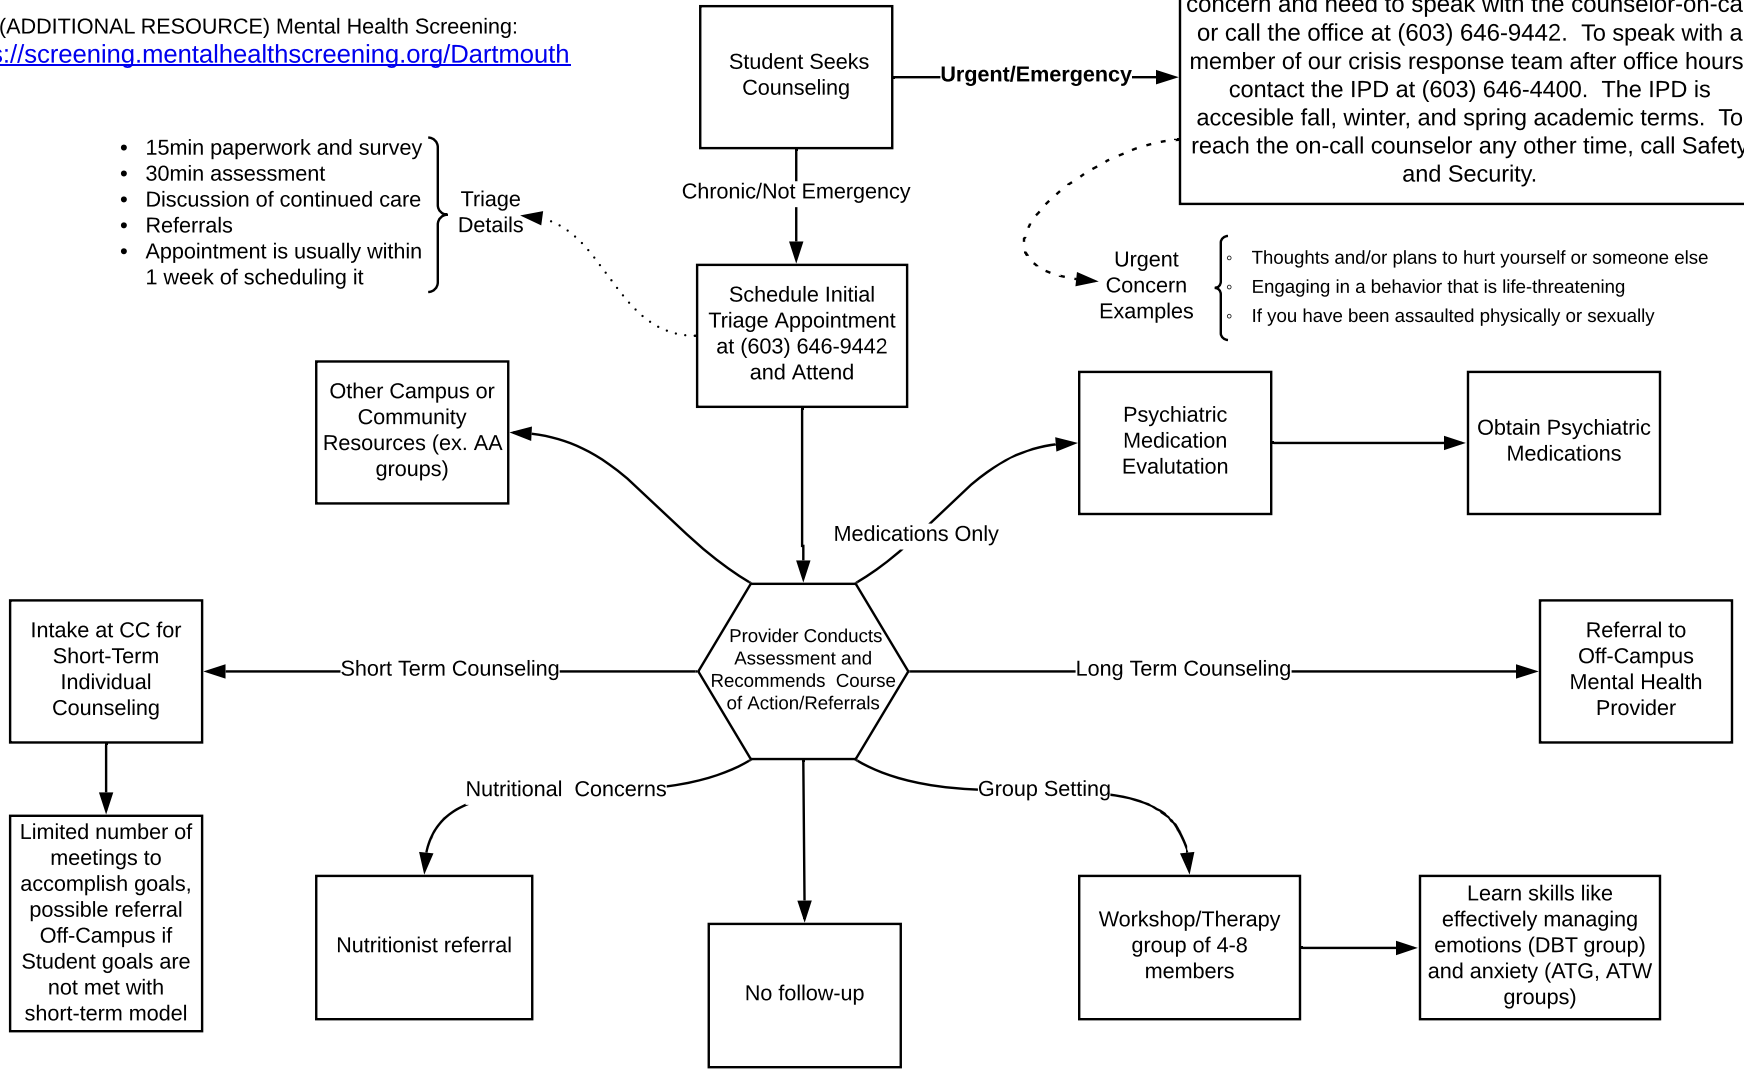 (ADDITIONAL RESOURCE) Mental Health Screening:
s://screening.mentalhealthscreening.org/Dartmouth
Student Seeks
Counseling
Urgent/Emergency
concern and need to speak with the counselor-on-ca
or call the office at (603) 646-9442. To speak with a
member of our crisis response team after office hours
contact the IPD at (603) 646-4400. The IPD is
accesible fall, winter, and spring academic terms. To
reach the on-call counselor any other time, call Safety
and Security.
• 15min paperwork and survey
• 30min assessment
• Discussion of continued care
• Referrals
• Appointment is usually within
1 week of scheduling it
Triage
Details
Chronic/Not Emergency
Urgent
Concern
Examples
◦ Thoughts and/or plans to hurt yourself or someone else
◦ Engaging in a behavior that is life-threatening
◦ If you have been assaulted physically or sexually
Schedule Initial
Triage Appointment
at (603) 646-9442
and Attend
Other Campus or
Community
Resources (ex. AA
groups)
Psychiatric
Medication
Evalutation
Obtain Psychiatric
Medications
Medications Only
Intake at CC for
Short-Term
Individual
Counseling
Short Term Counseling
Provider Conducts
Assessment and
Recommends Course
of Action/Referrals
Long Term Counseling
Referral to
Off-Campus
Mental Health
Provider
Nutritional Concerns
Group Setting
Limited number of
meetings to
accomplish goals,
possible referral
Off-Campus if
Student goals are
not met with
short-term model
Nutritionist referral
No follow-up
Workshop/Therapy
group of 4-8
members
Learn skills like
effectively managing
emotions (DBT group)
and anxiety (ATG, ATW
groups)